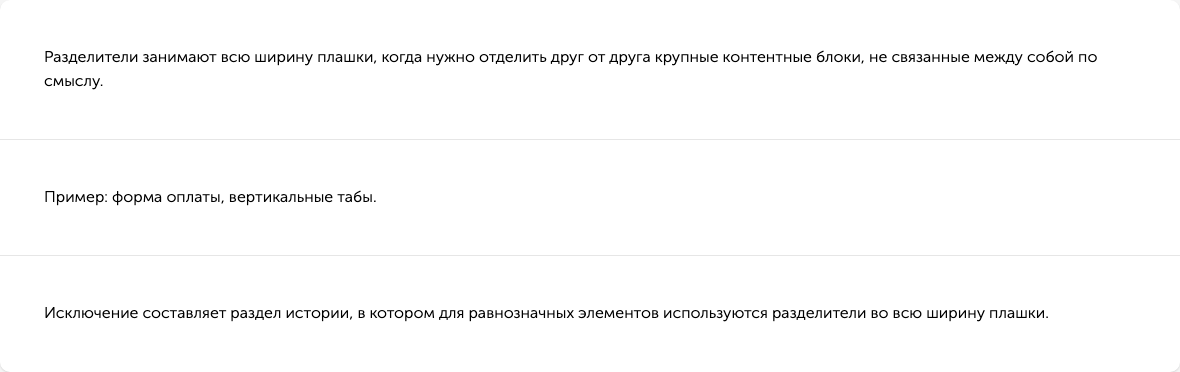 Разделители занимают всю ширину плашки, когда нужно отделить друг от друга крупные контентные блоки, не связанные между собой по
смыслу.
Пример: форма оплаты, вертикальные табы.
Исключение составляет раздел истории, в котором для равнозначных элементов используются разделители во всю ширину плашки.